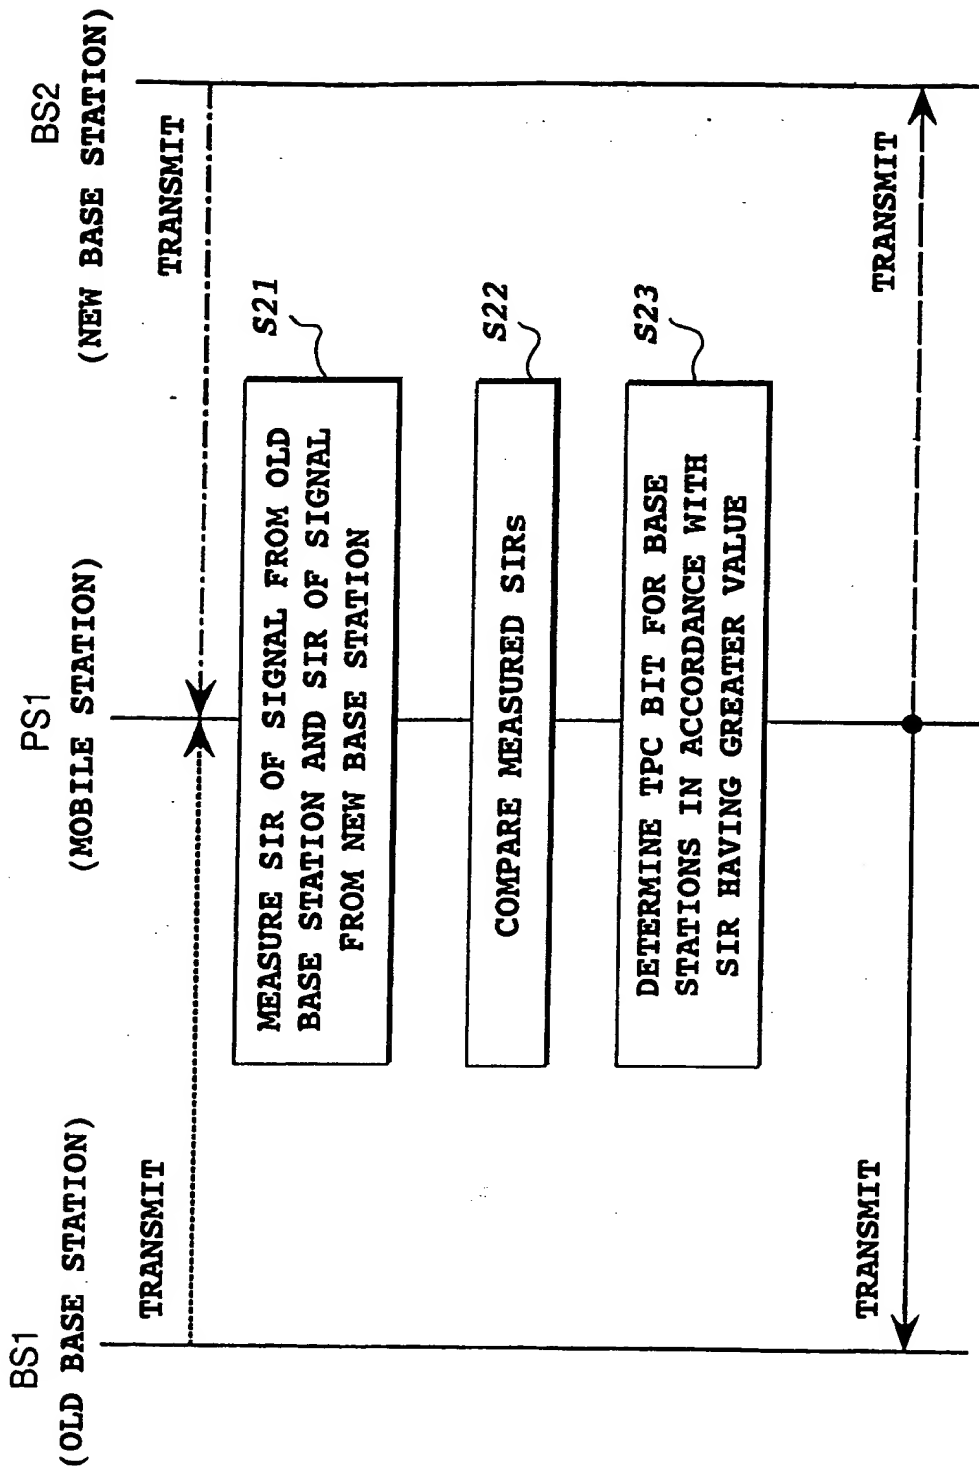 BS1
(OLD BASE STATION)
PS1
(MOBILE STATION)
BS2
(NEW BASE STATION)
TRANSMIT
TRANSMIT
S21
MEASURE SIR OF SIGNAL FROM OLD
BASE STATION AND SIR OF SIGNAL
FROM NEW BASE STATION
S22
COMPARE MEASURED SIRs
S23
DETERMINE TPC BIT FOR BASE
STATIONS IN ACCORDANCE WITH
SIR HAVING GREATER VALUE
TRANSMIT
TRANSMIT